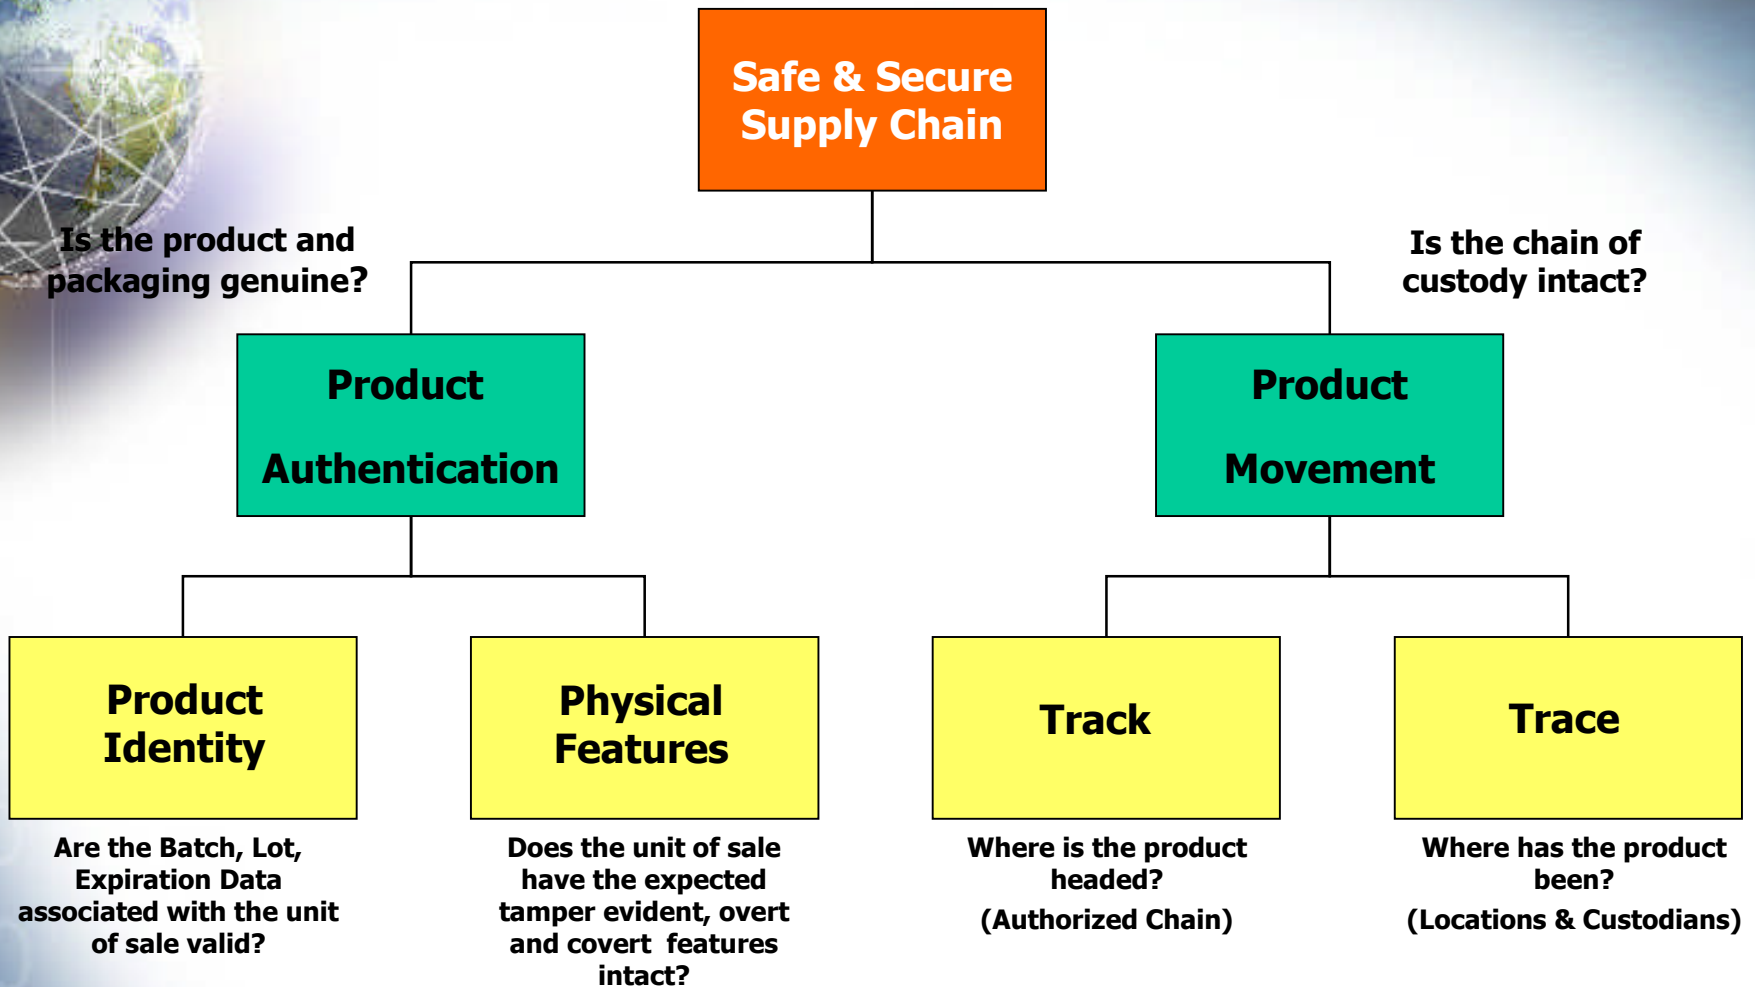 Safe & Secure
Supply Chain
Is the product and
packaging genuine?
Is the chain of
custody intact?
Product
Authentication
Product
Movement
Product
Identity
Physical
Features
Track
Trace
Are the Batch, Lot,
Expiration Data
associated with the unit
of sale valid?
Does the unit of sale
have the expected
tamper evident, overt
and covert features
intact?
Where is the product
headed?
(Authorized Chain)
Where has the product
been?
(Locations & Custodians)